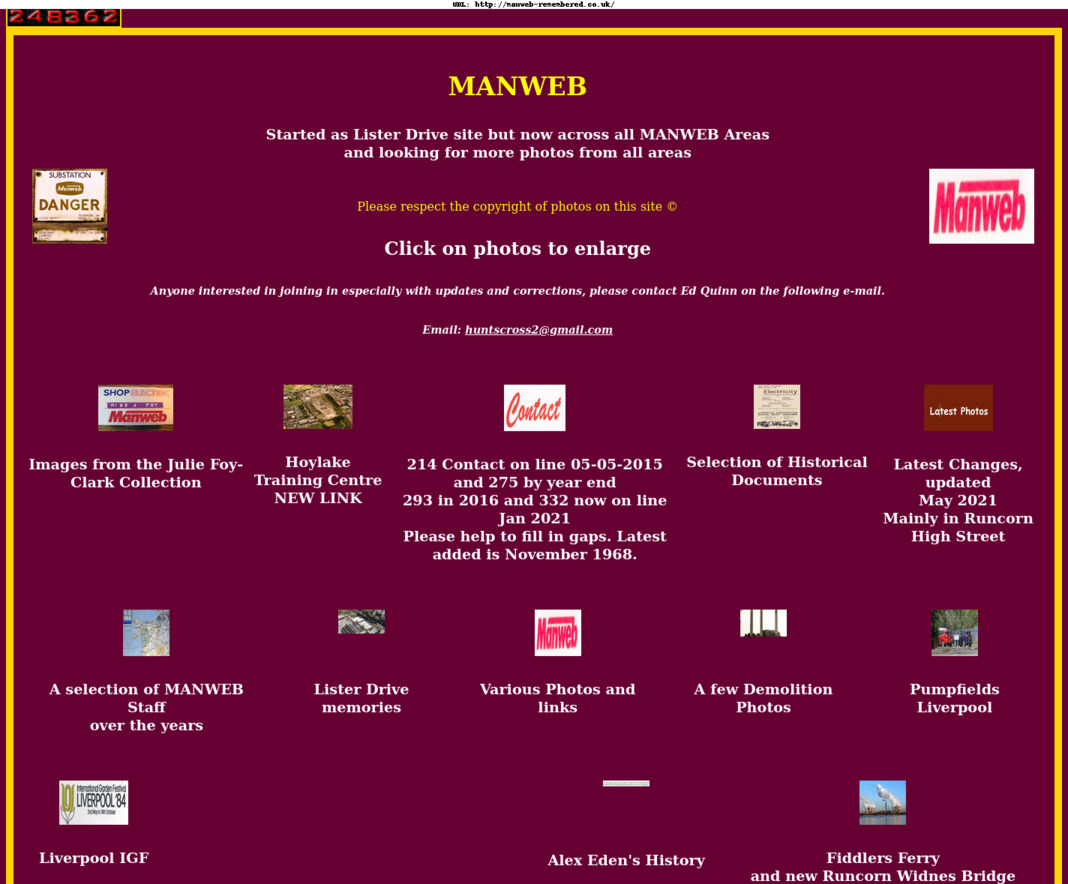 URL: http://manweb-remembered.co.uk/
248362
MANWEB
Started as Lister Drive site but now across all MANWEB Areas
and looking for more photos from all areas
SUBSTATION
Manweb
DANGER
Manweb
Please respect the copyright of photos on this site ©
Click on photos to enlarge
Anyone interested in joining in especially with updates and corrections, please contact Ed Quinn on the following e-mail.
Email: huntscross2@gmail.com
SHOP ELECTRIC
Manweb
Contact
Electricity
Latest Photos
Images from the Julie Foy-
Clark Collection
Hoylake
Training Centre
NEW LINK
214 Contact on line 05-05-2015
and 275 by year end
293 in 2016 and 332 now on line
Jan 2021
Please help to fill in gaps. Latest
added is November 1968.
Selection of Historical
Documents
Latest Changes,
updated
May 2021
Mainly in Runcorn
High Street
Manweb
A selection of MANWEB
Staff
over the years
Lister Drive
memories
Various Photos and
links
A few Demolition
Photos
Pumpfields
Liverpool
International Garden Festival
LIVERPOOL '84
2nd May to 14th October
Liverpool IGF
Alex Eden's History
Fiddlers Ferry
and new Runcorn Widnes Bridge